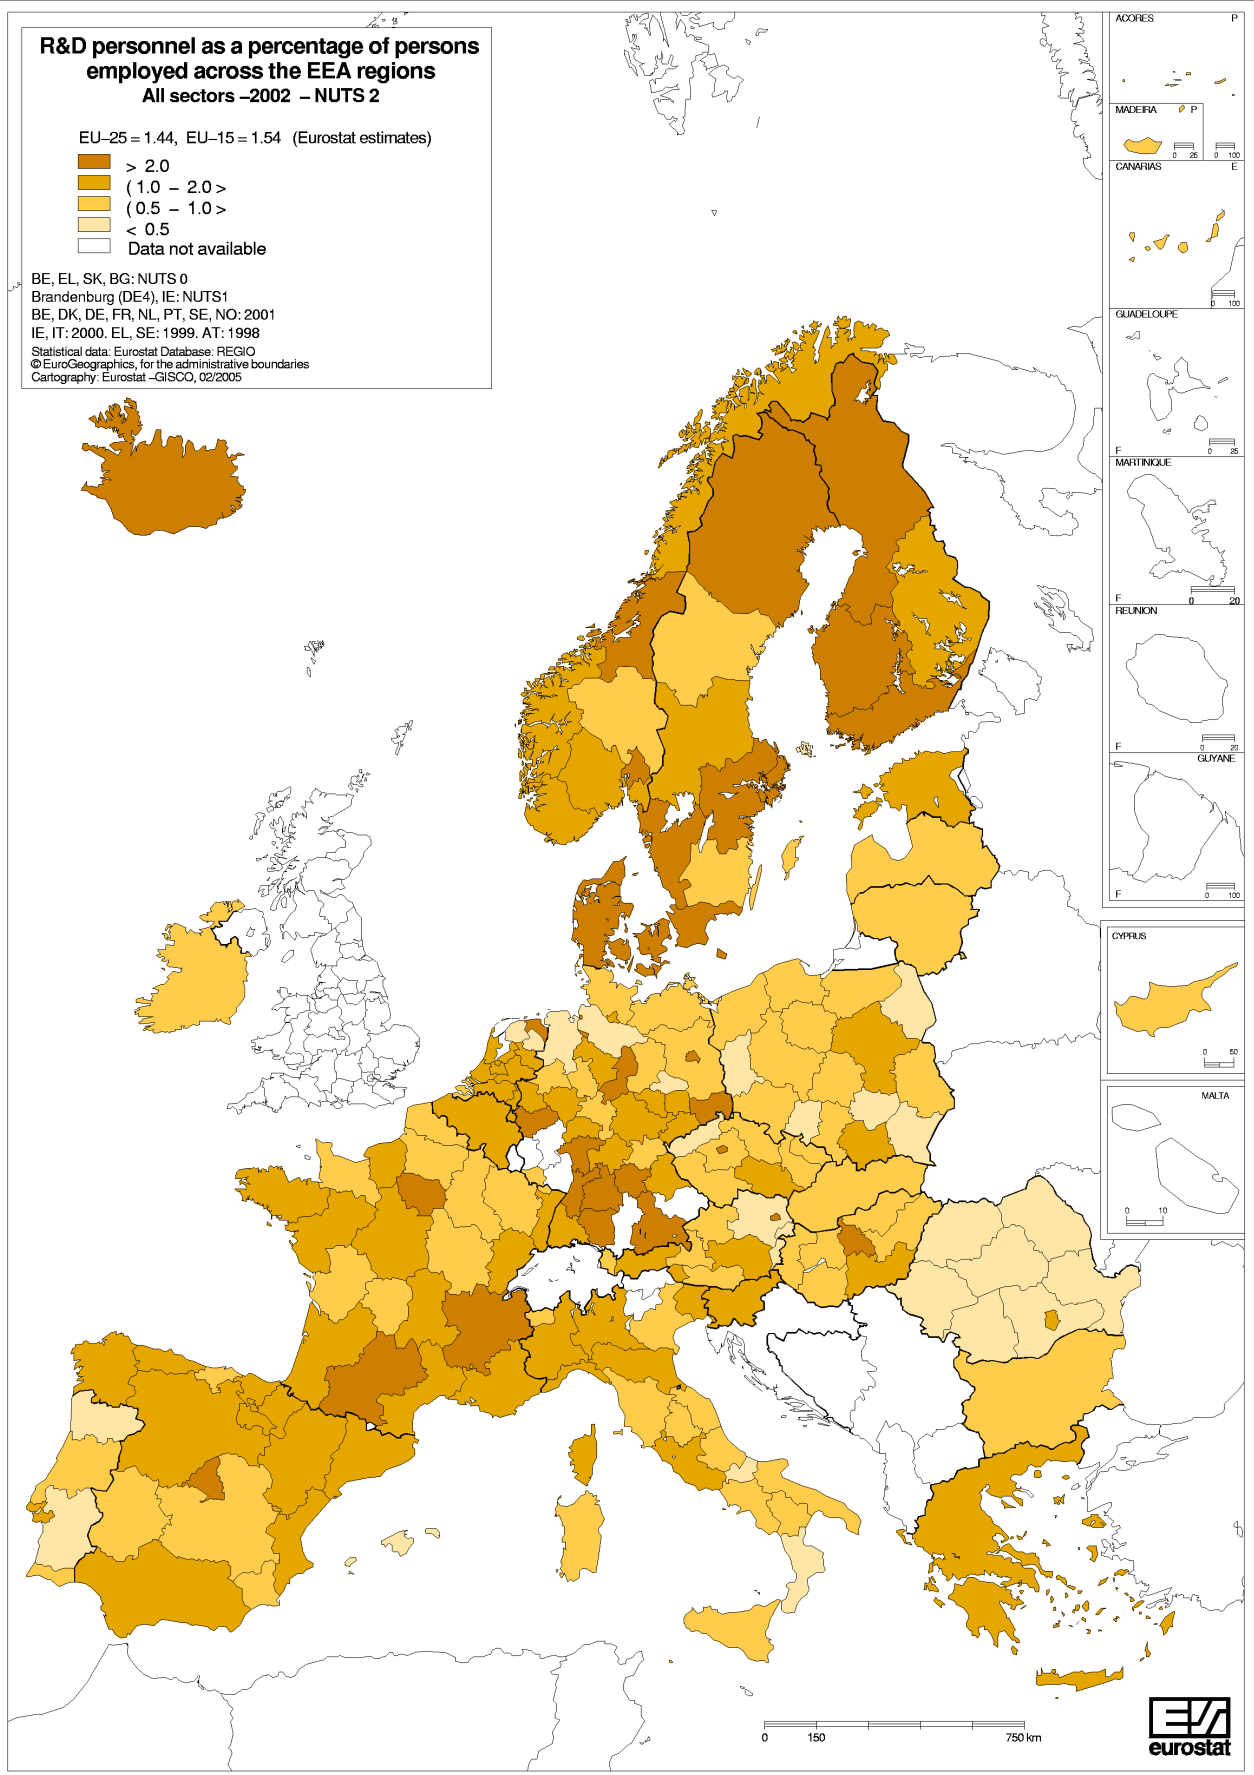 R&D personnel as a percentage of persons
employed across the EEA regions
All sectors –2002 – NUTS 2
EU–25 = 1.44, EU–15 = 1.54 (Eurostat estimates)
> 2.0
( 1.0 – 2.0 >
( 0.5 – 1.0 >
< 0.5
Data not available
BE, EL, SK, BG: NUTS 0
Brandenburg (DE4), IE: NUTS1
BE, DK, DE, FR, NL, PT, SE, NO: 2001
IE, IT: 2000. EL, SE: 1999. AT: 1998
Statistical data: Eurostat Database: REGIO
© EuroGeographics, for the administrative boundaries
Cartography: Eurostat –GISCO, 02/2005
ACORES P
MADEIRA P
0 25
0 100
CANARIAS E
0 100
GUADELOUPE
F 0 25
MARTINIQUE
F 0 20
REUNION
F 0 20
GUYANE
F 0 100
CYPRUS
0 50
MALTA
0 10
0 150 750 km
eurostat